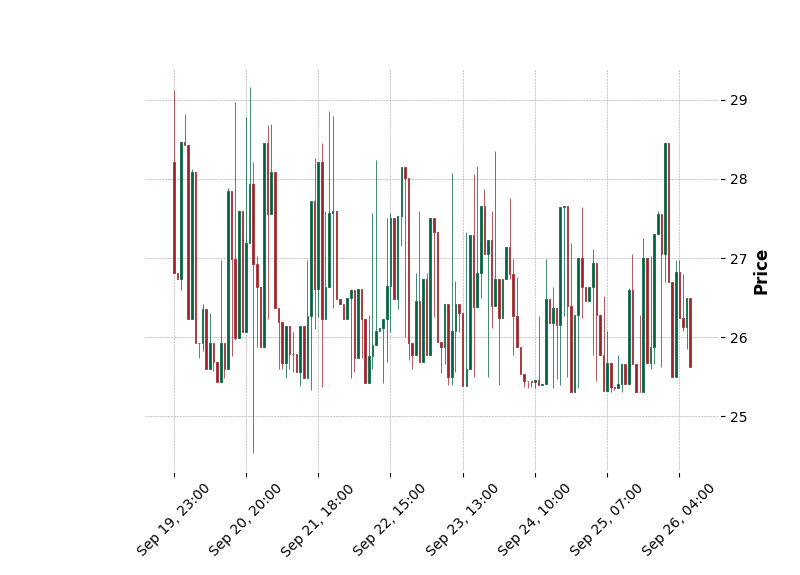 29
28
27
26
25
Price
Sep 19, 23:00
Sep 20, 20:00
Sep 21, 18:00
Sep 22, 15:00
Sep 23, 13:00
Sep 24, 10:00
Sep 25, 07:00
Sep 26, 04:00